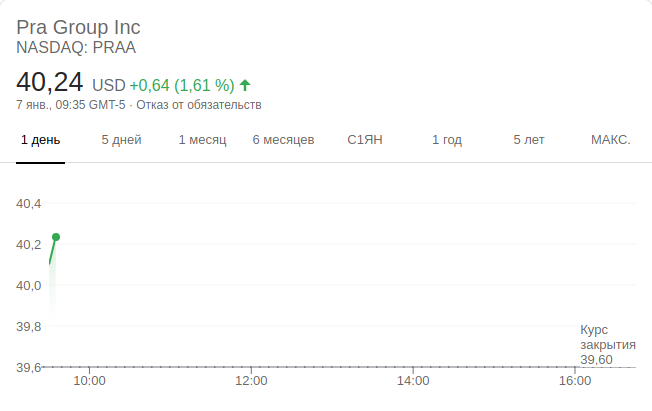 Pra Group Inc
NASDAQ: PRAA
40,24 USD +0,64 (1,61 %)
7 янв., 09:35 GMT-5 · Отказ от обязательств
1 день 5 дней 1 месяц 6 месяцев С1ЯН 1 год 5 лет МАКС.
40,4
40,2
40,0
39,8
39,6
Курс
закрытия
39,60
10:00 12:00 14:00 16:00